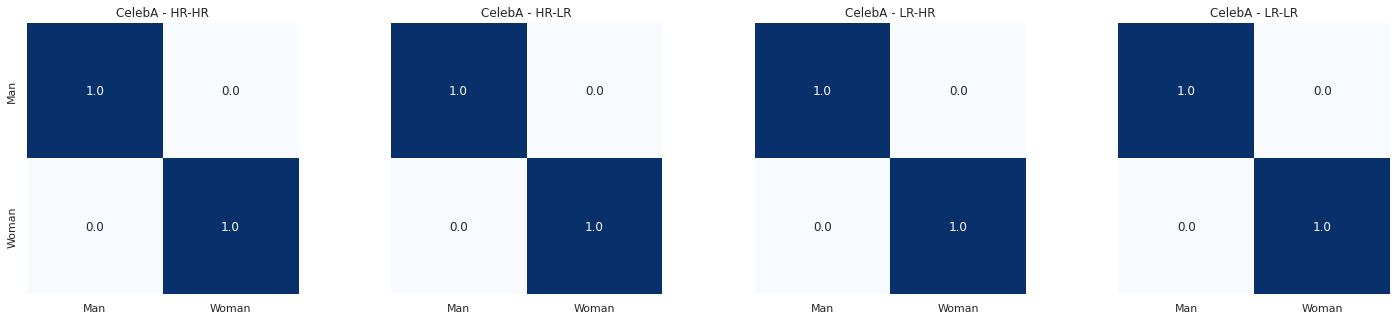 CelebA - HR-HR
CelebA - HR-LR
CelebA - LR-HR
CelebA - LR-LR
Man
1.0 0.0
1.0 0.0
1.0 0.0
1.0 0.0
Woman
0.0 1.0
0.0 1.0
0.0 1.0
0.0 1.0
Man Woman
Man Woman
Man Woman
Man Woman